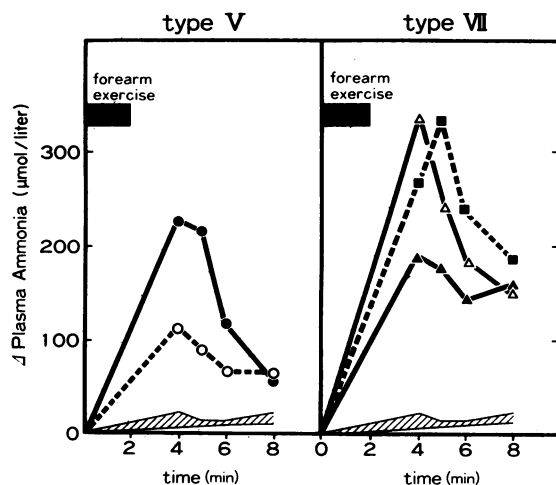 type Ⅴ
type Ⅶ
forearm
exercise
forearm
exercise
Δ Plasma Ammonia (μmol/liter)
300
200
100
0
2
4
6
8
0
2
4
6
8
time (min)
time (min)